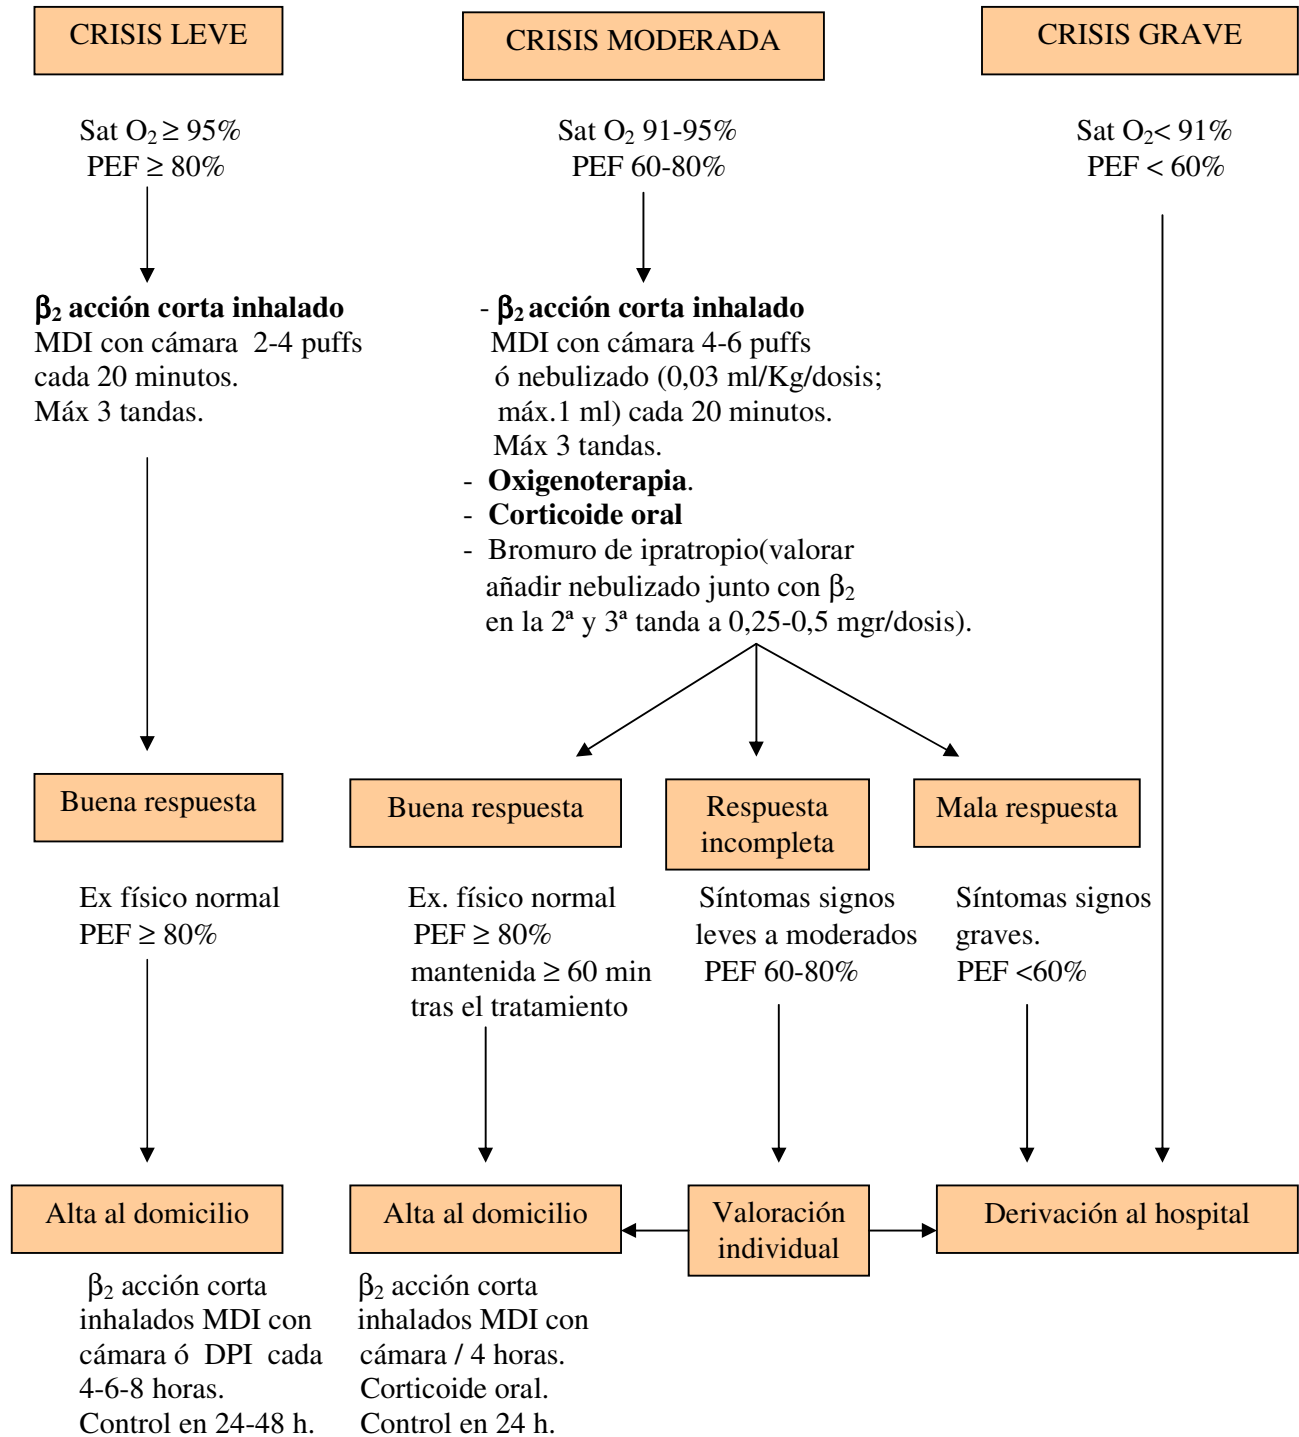 CRISIS LEVE
CRISIS MODERADA
CRISIS GRAVE
Sat O₂ ≥ 95%
PEF ≥ 80%
Sat O₂ 91-95%
PEF 60-80%
Sat O₂< 91%
PEF < 60%
β₂ acción corta inhalado
MDI con cámara 2-4 puffs
cada 20 minutos.
Máx 3 tandas.
- β₂ acción corta inhalado
MDI con cámara 4-6 puffs
ó nebulizado (0,03 ml/Kg/dosis;
máx.1 ml) cada 20 minutos.
Máx 3 tandas.
- Oxigenoterapia.
- Corticoide oral
- Bromuro de ipratropio(valorar
añadir nebulizado junto con β₂
en la 2ª y 3ª tanda a 0,25-0,5 mgr/dosis).
Buena respuesta
Ex físico normal
PEF ≥ 80%
Buena respuesta
Ex. físico normal
PEF ≥ 80%
mantenida ≥ 60 min
tras el tratamiento
Respuesta
incompleta
Síntomas signos
leves a moderados
PEF 60-80%
Mala respuesta
Síntomas signos
graves.
PEF <60%
Alta al domicilio
β₂ acción corta
inhalados MDI con
cámara ó DPI cada
4-6-8 horas.
Control en 24-48 h.
Alta al domicilio
β₂ acción corta
inhalados MDI con
cámara / 4 horas.
Corticoide oral.
Control en 24 h.
Valoración
individual
Derivación al hospital